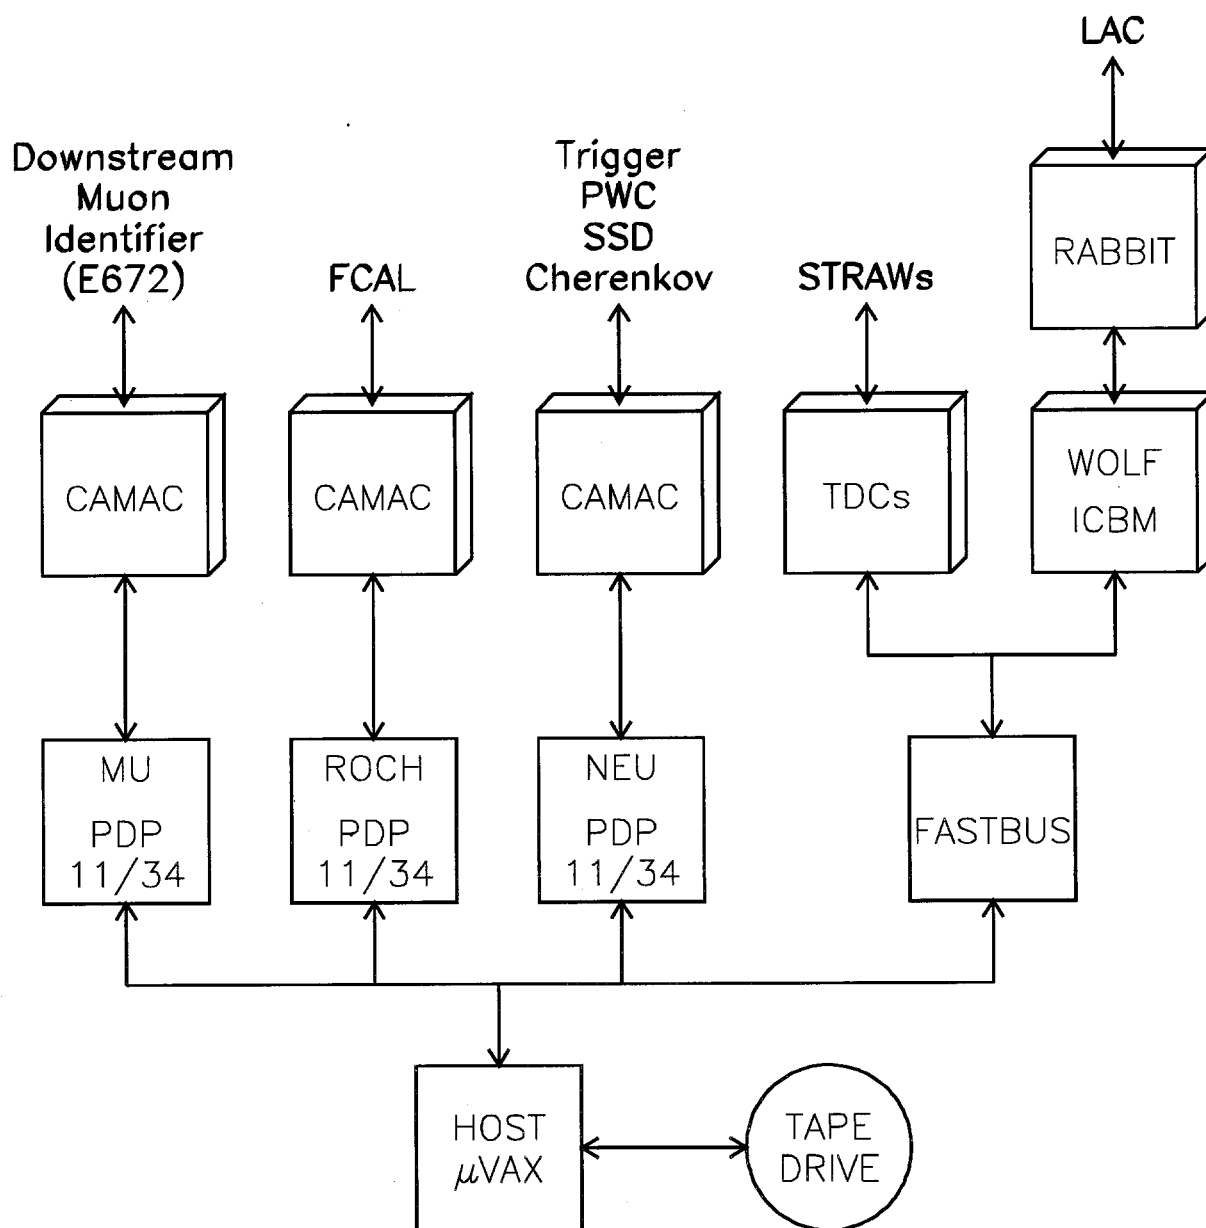 LAC
Downstream
Muon
Identifier
(E672)
FCAL
Trigger
PWC
SSD
Cherenkov
STRAWs
RABBIT
CAMAC
CAMAC
CAMAC
TDCs
WOLF
ICBM
MU
PDP
11/34
ROCH
PDP
11/34
NEU
PDP
11/34
FASTBUS
HOST
μVAX
TAPE
DRIVE